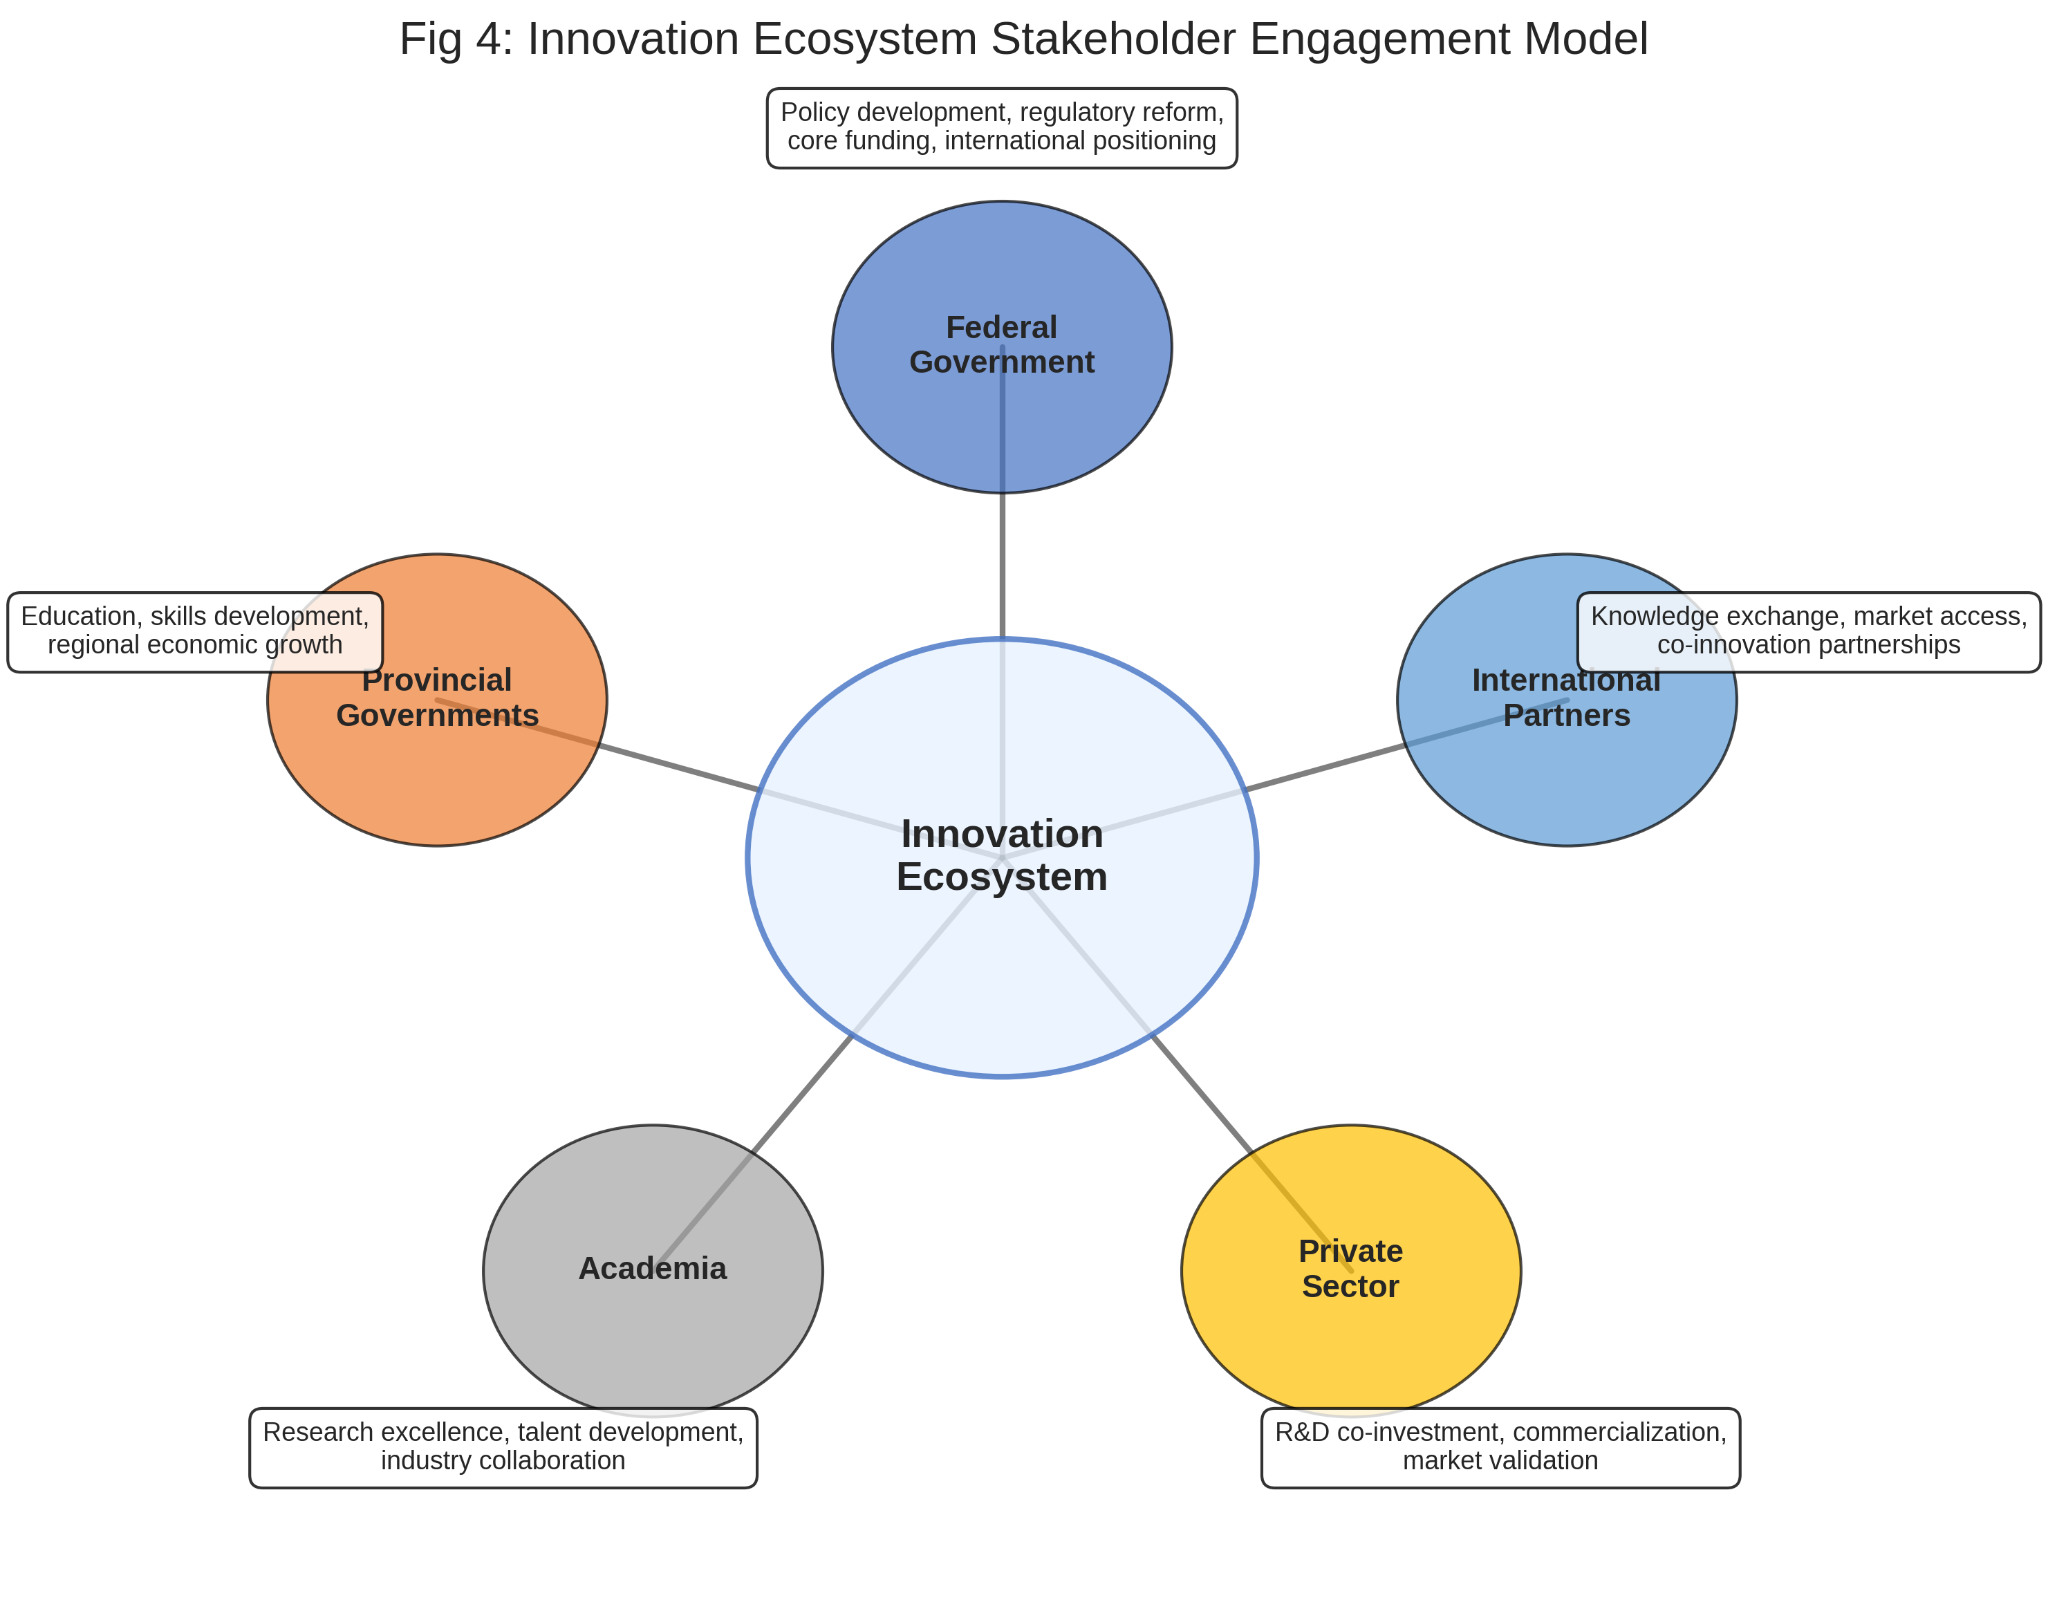 Fig 4: Innovation Ecosystem Stakeholder Engagement Model
Policy development, regulatory reform,
core funding, international positioning
Federal
Government
Education, skills development,
regional economic growth
Provincial
Governments
Knowledge exchange, market access,
co-innovation partnerships
International
Partners
Innovation
Ecosystem
Academia
Research excellence, talent development,
industry collaboration
Private
Sector
R&D co-investment, commercialization,
market validation